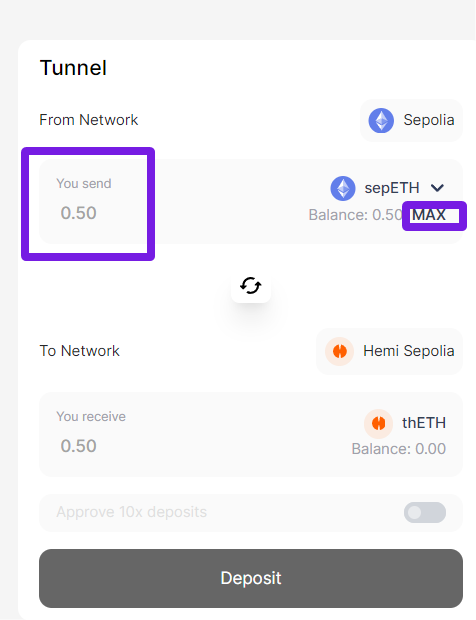 Tunnel
From Network
Sepolia
You send
sepETH
0.50
Balance: 0.50 MAX
To Network
Hemi Sepolia
You receive
thETH
0.50
Balance: 0.00
Approve 10x deposits
Deposit